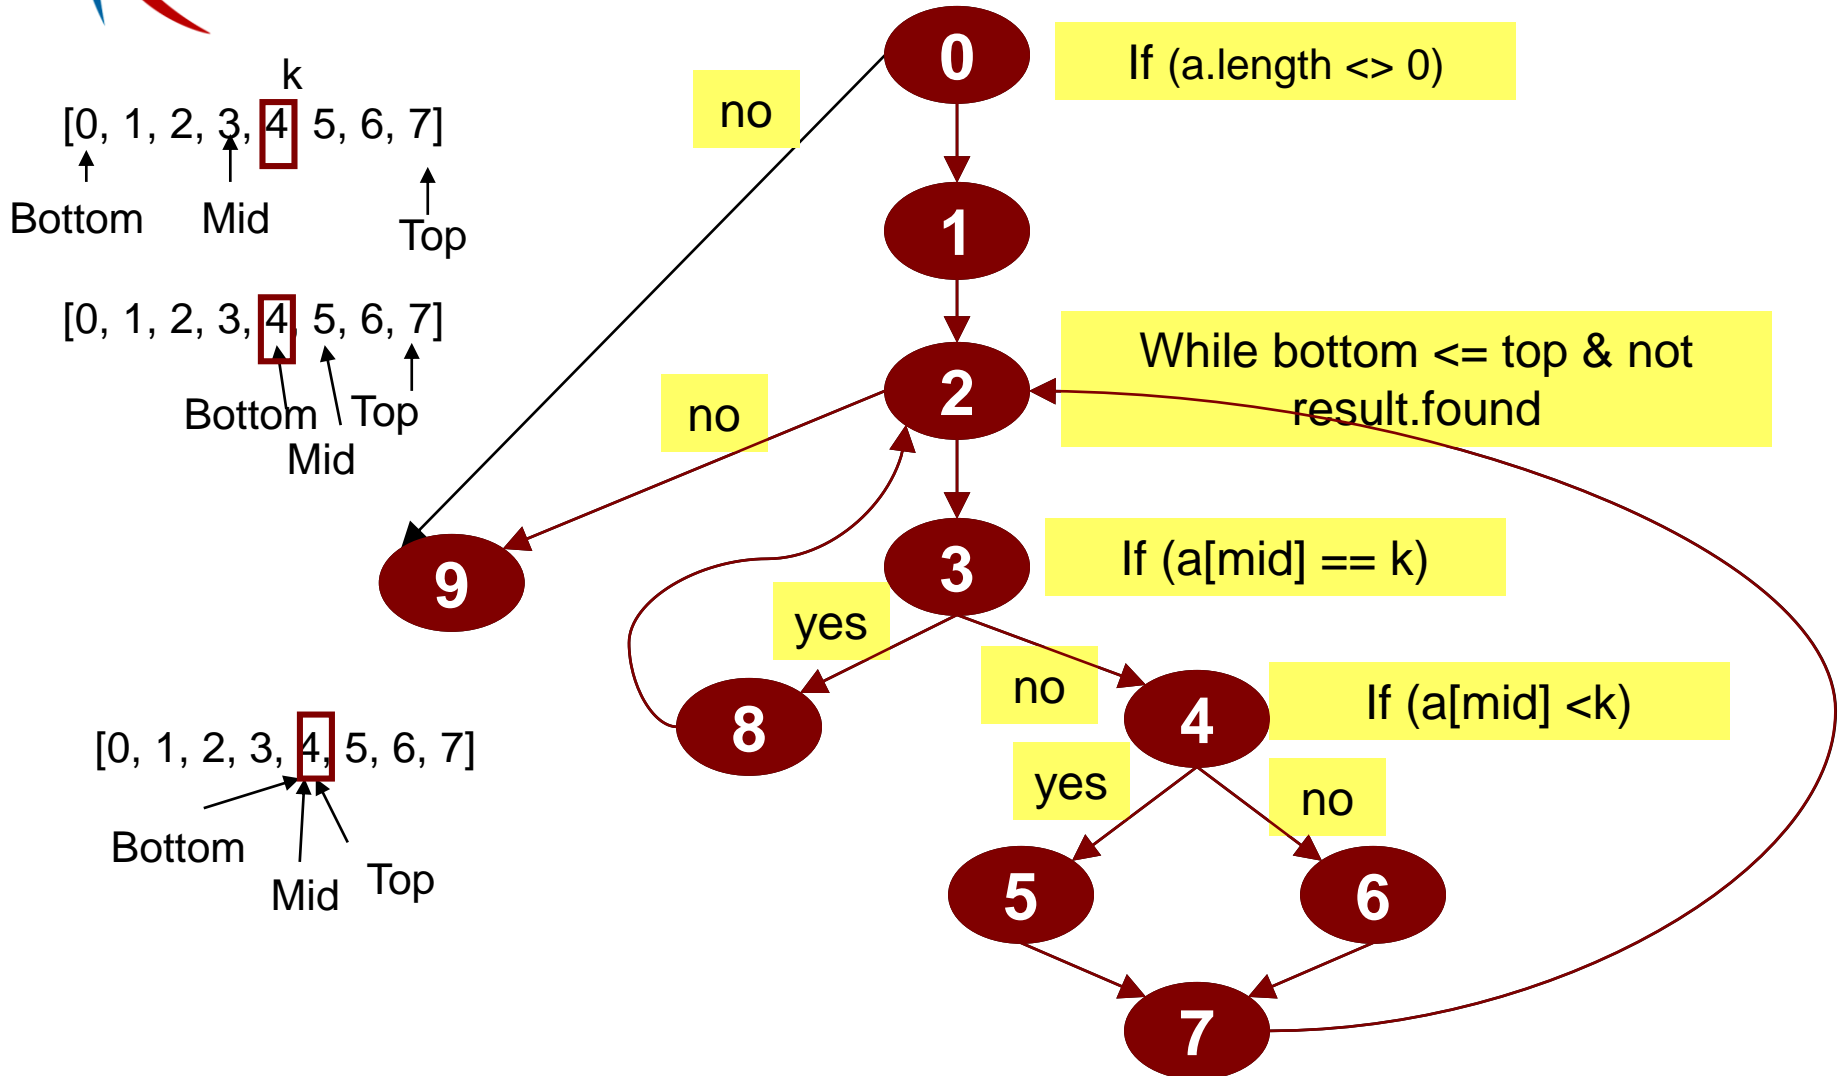 k
[0, 1, 2, 3, 4, 5, 6, 7]
Bottom
Mid
Top
[0, 1, 2, 3, 4, 5, 6, 7]
Bottom
Top
Mid
[0, 1, 2, 3, 4, 5, 6, 7]
Bottom
Mid
Top
0
If (a.length <> 0)
no
1
2
While bottom <= top & not
result.found
no
9
3
If (a[mid] == k)
yes
no
8
4
If (a[mid] <k)
yes
no
5
6
7